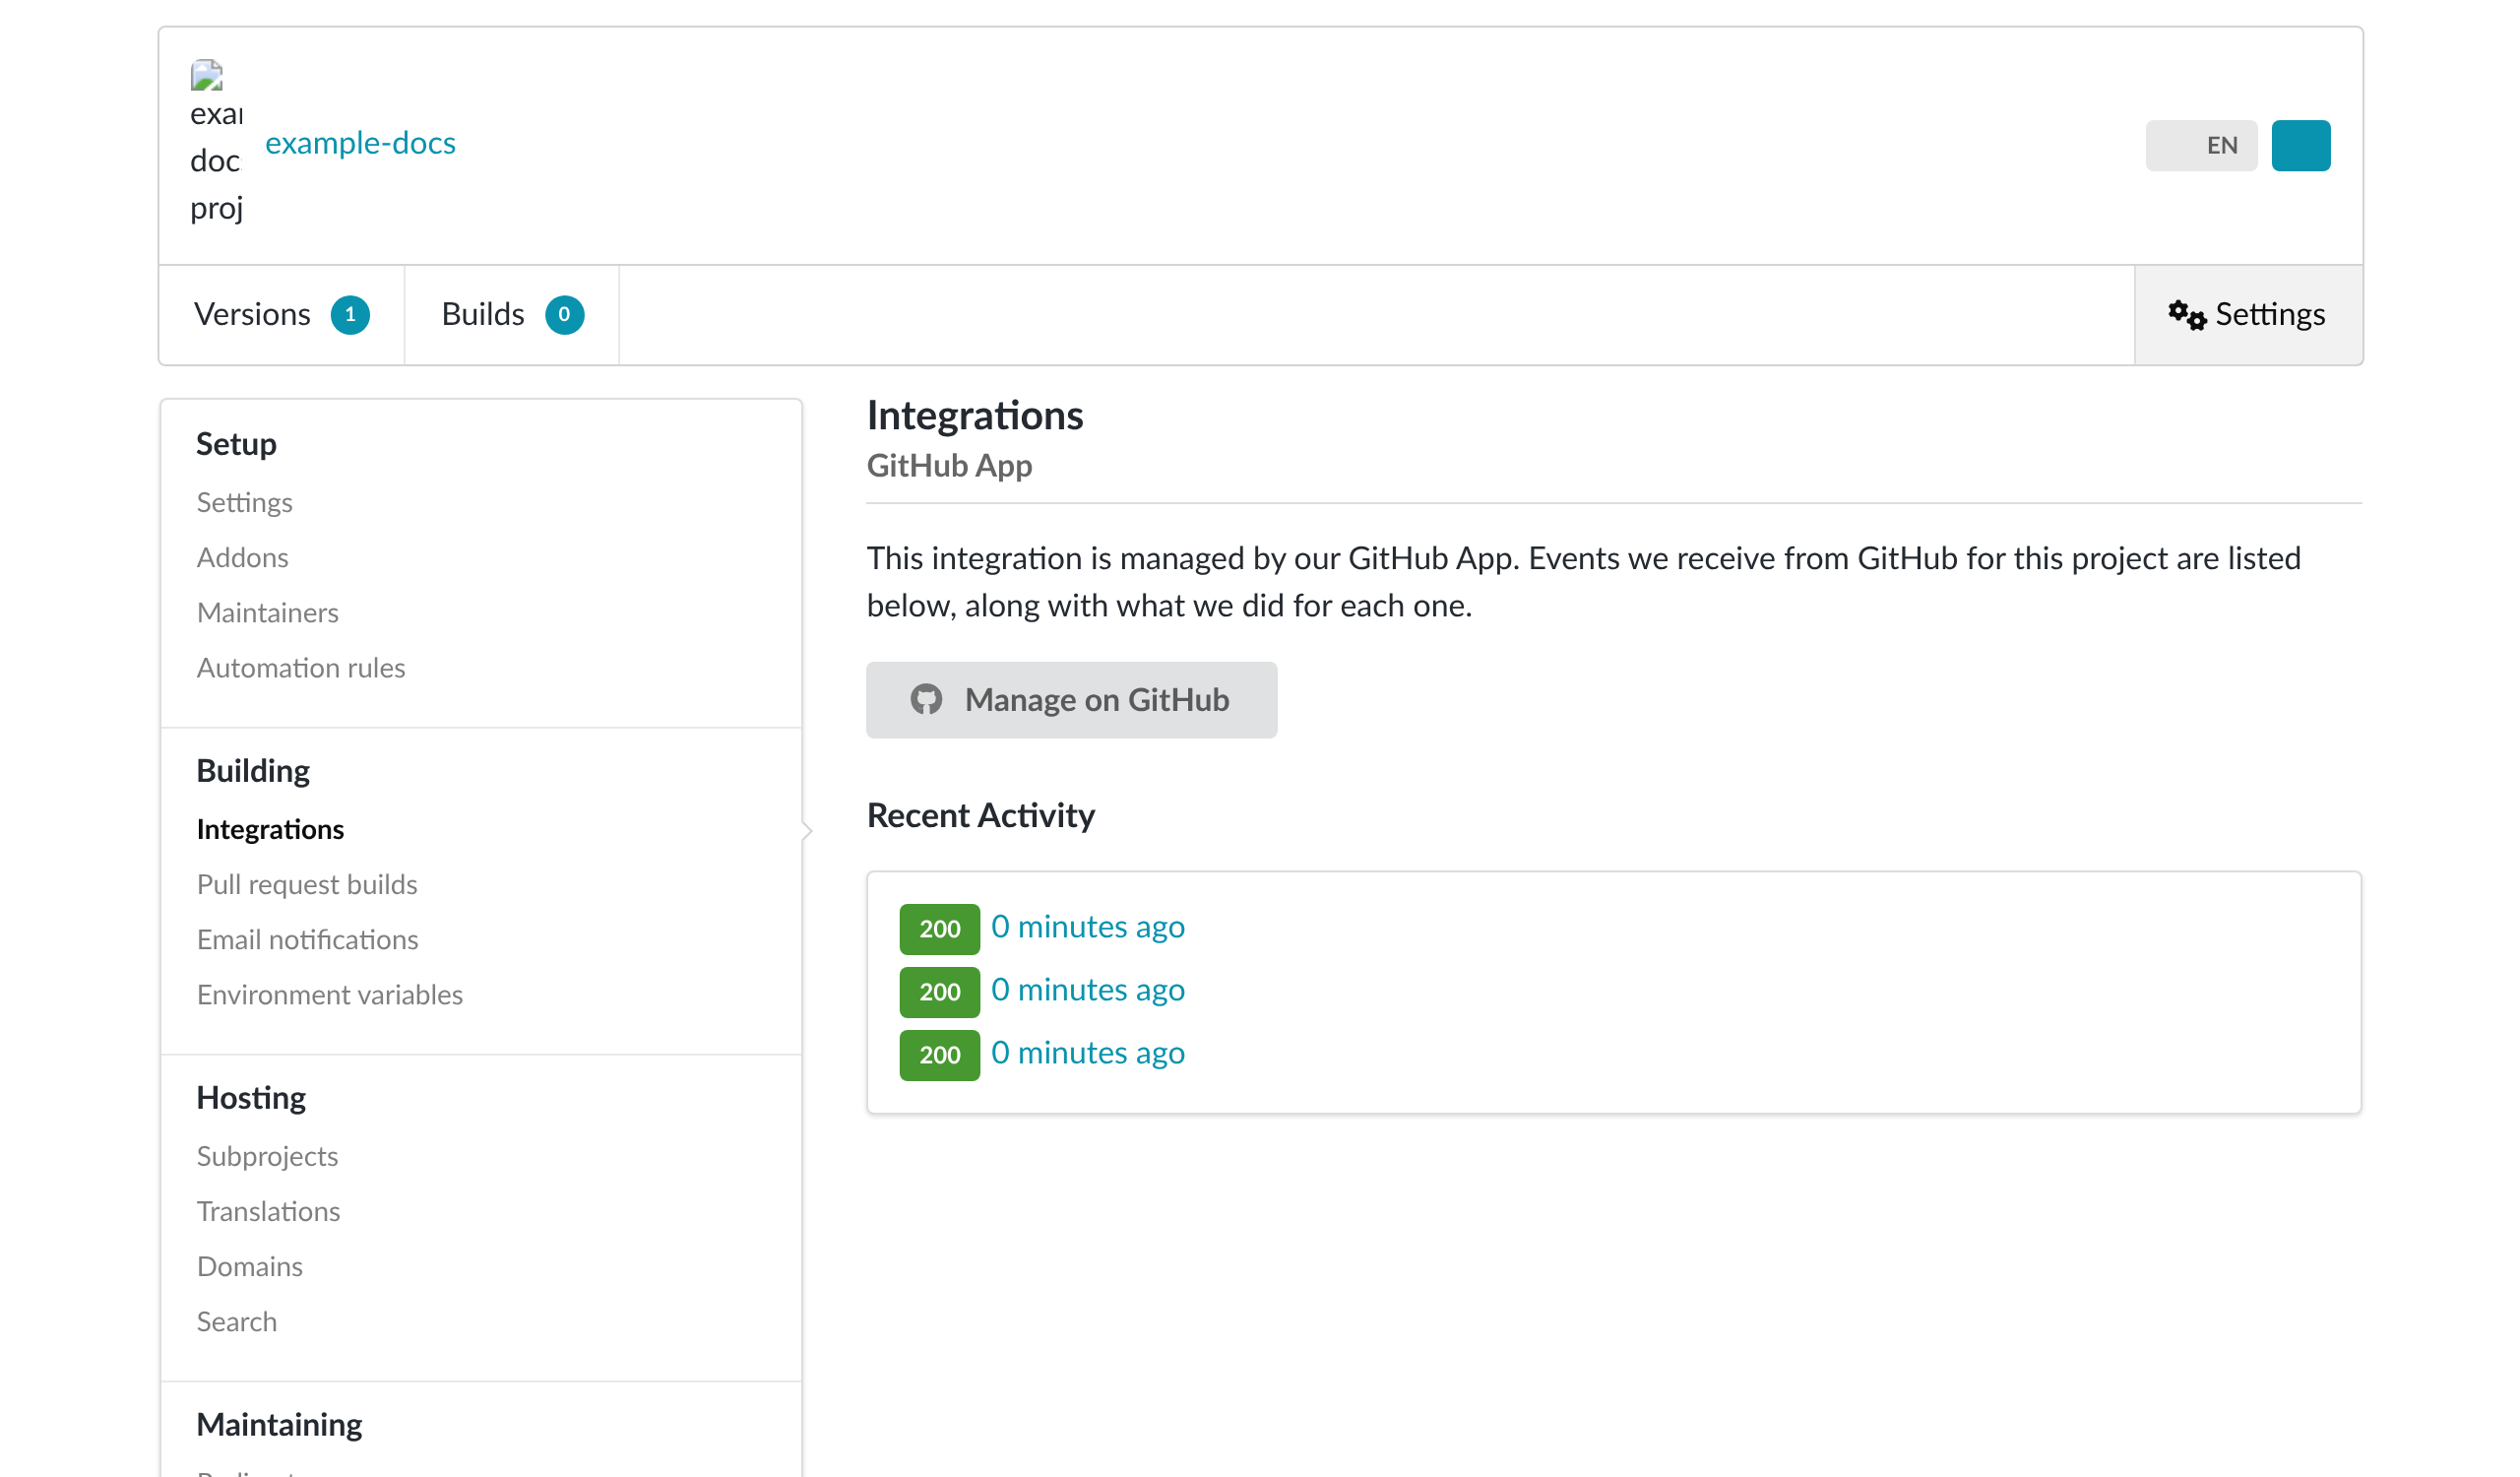 exam
doc
proj
example-docs
EN
Versions 1
Builds 0
Settings
Setup
Settings
Addons
Maintainers
Automation rules
Building
Integrations
Pull request builds
Email notifications
Environment variables
Hosting
Subprojects
Translations
Domains
Search
Maintaining
Integrations
GitHub App
This integration is managed by our GitHub App. Events we receive from GitHub for this project are listed
below, along with what we did for each one.
Manage on GitHub
Recent Activity
200 0 minutes ago
200 0 minutes ago
200 0 minutes ago